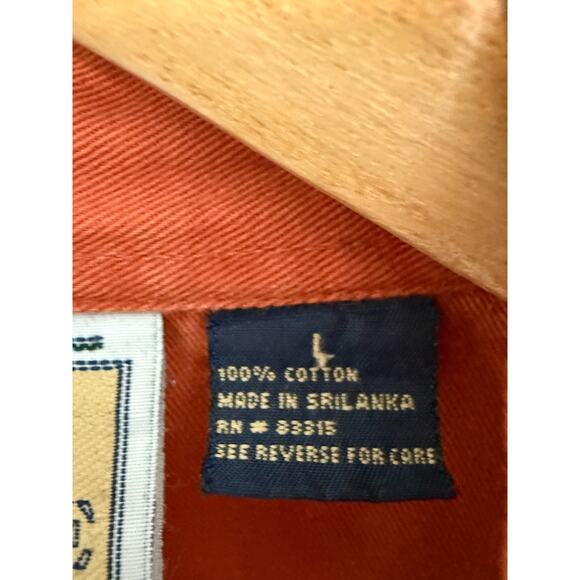 L
100% COTTON
MADE IN SRILANKA
RN # 83315
SEE REVERSE FOR CARE